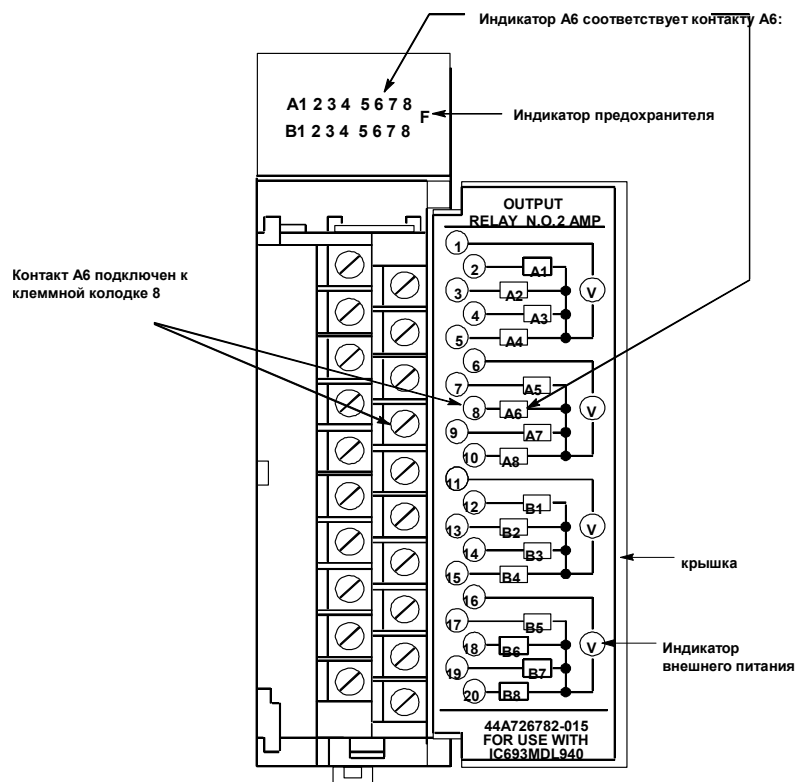 Индикатор А6 соответствует контакту А6:
A1 2 3 4 5 6 7 8
F
B1 2 3 4 5 6 7 8
Индикатор предохранителя
OUTPUT
RELAY N.O.2 AMP
1
2 A1
3 A2 V
4 A3
5 A4
Контакт А6 подключен к
клеммной колодке 8
6
7 A5
8 A6 V
9 A7
10 A8
11
12 B1
13 B2 V
14 B3
15 B4
крышка
16
17 B5
18 B6 V
19 B7
20 B8
Индикатор
внешнего питания
44A726782-015
FOR USE WITH
IC693MDL940